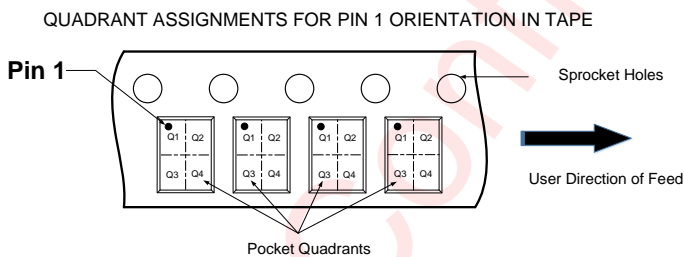 QUADRANT ASSIGNMENTS FOR PIN 1 ORIENTATION IN TAPE
Pin 1
Sprocket Holes
Q1 Q2 Q1 Q2 Q1 Q2 Q1 Q2
Q3 Q4 Q3 Q4 Q3 Q4 Q3 Q4
User Direction of Feed
Pocket Quadrants